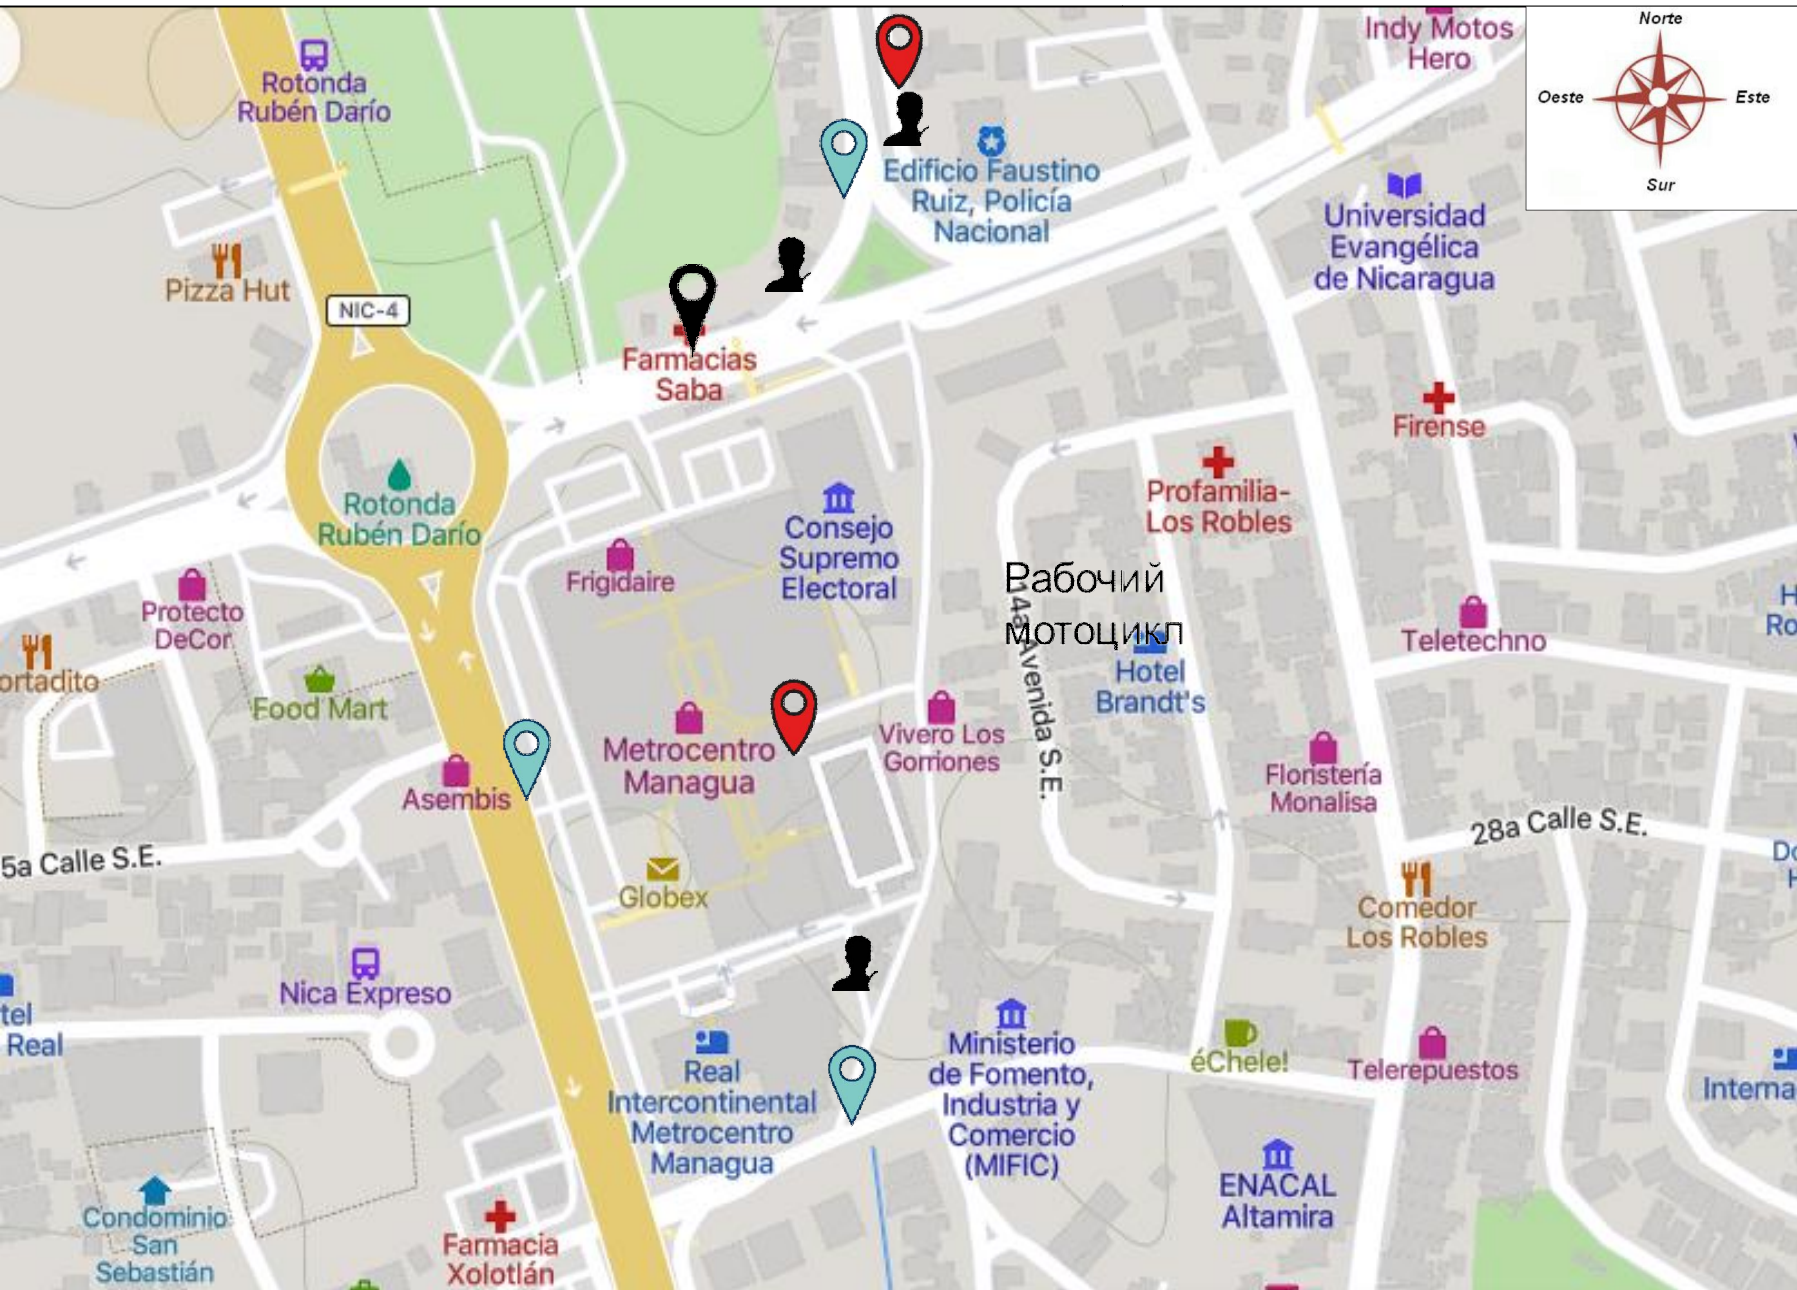 Norte
Oeste
Este
Sur
Indy Motos
Hero
Rotonda
Rubén Darío
Edificio Faustino
Ruiz, Policía
Nacional
Universidad
Evangélica
de Nicaragua
Pizza Hut
NIC-4
Farmacias
Saba
Firense
Profamilia-
Los Robles
Rotonda
Rubén Darío
Consejo
Supremo
Electoral
Frigidaire
Рабочий
мотоцикл
14a Avenida S.E.
Protecto
DeCor
Teletechno
ortadito
Food Mart
Hotel
Brandt's
Metrocentro
Managua
Vivero Los
Gorriones
Floristería
Monalisa
Asembis
28a Calle S.E.
5a Calle S.E.
Globex
Comedor
Los Robles
Nica Expreso
tel
Real
Real
Intercontinental
Metrocentro
Managua
Ministerio
de Fomento,
Industria y
Comercio
(MIFIC)
éChele!
Telerepuestos
Interna
ENACAL
Altamira
Condominio
San
Sebastián
Farmacia
Xolotlán